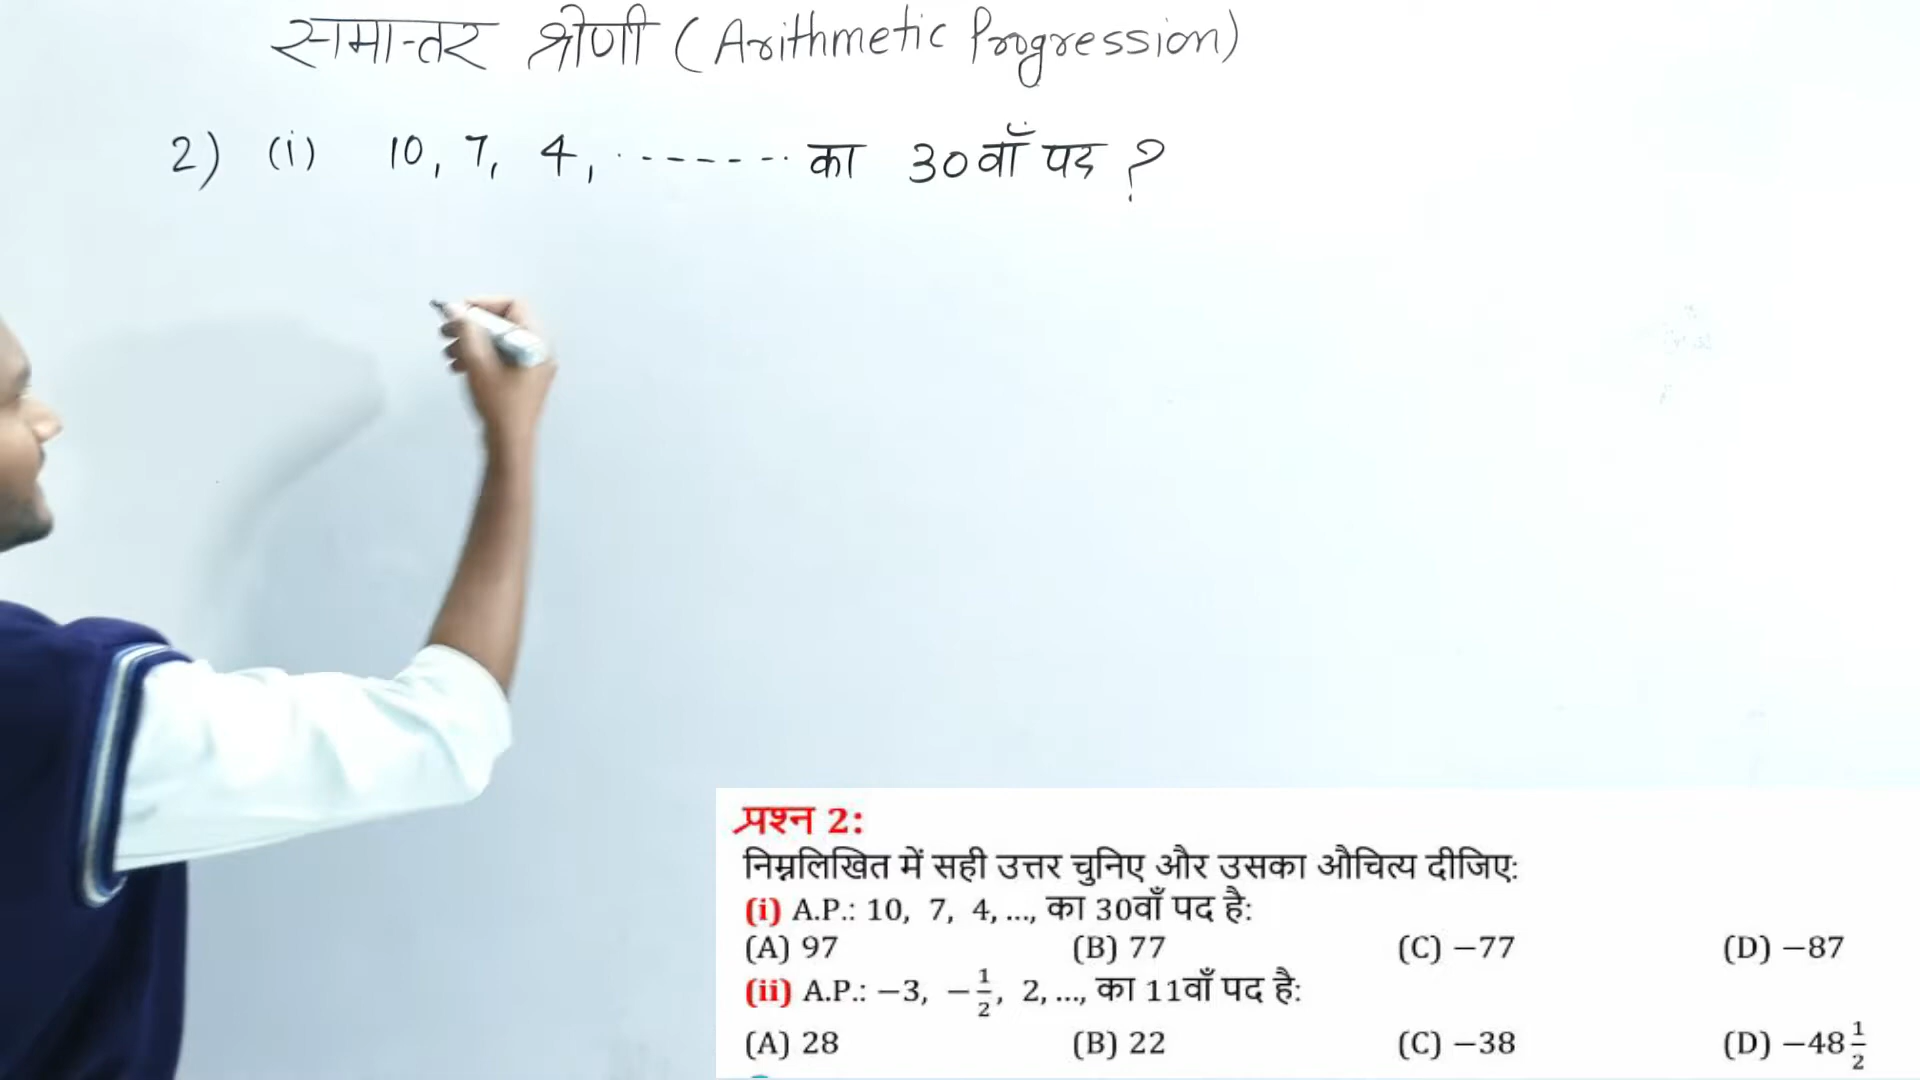 समान्तर श्रेणी (Arithmetic Progression)
2) (i) 10, 7, 4, ------- का 30वाँ पद ?
प्रश्न 2:
निम्नलिखित में सही उत्तर चुनिए और उसका औचित्य दीजिए:
(i) A.P.: 10, 7, 4, ..., का 30वाँ पद है:
(A) 97 (B) 77 (C) −77 (D) −87
(ii) A.P.: −3, −1/2, 2, ..., का 11वाँ पद है:
(A) 28 (B) 22 (C) −38 (D) −48 1/2